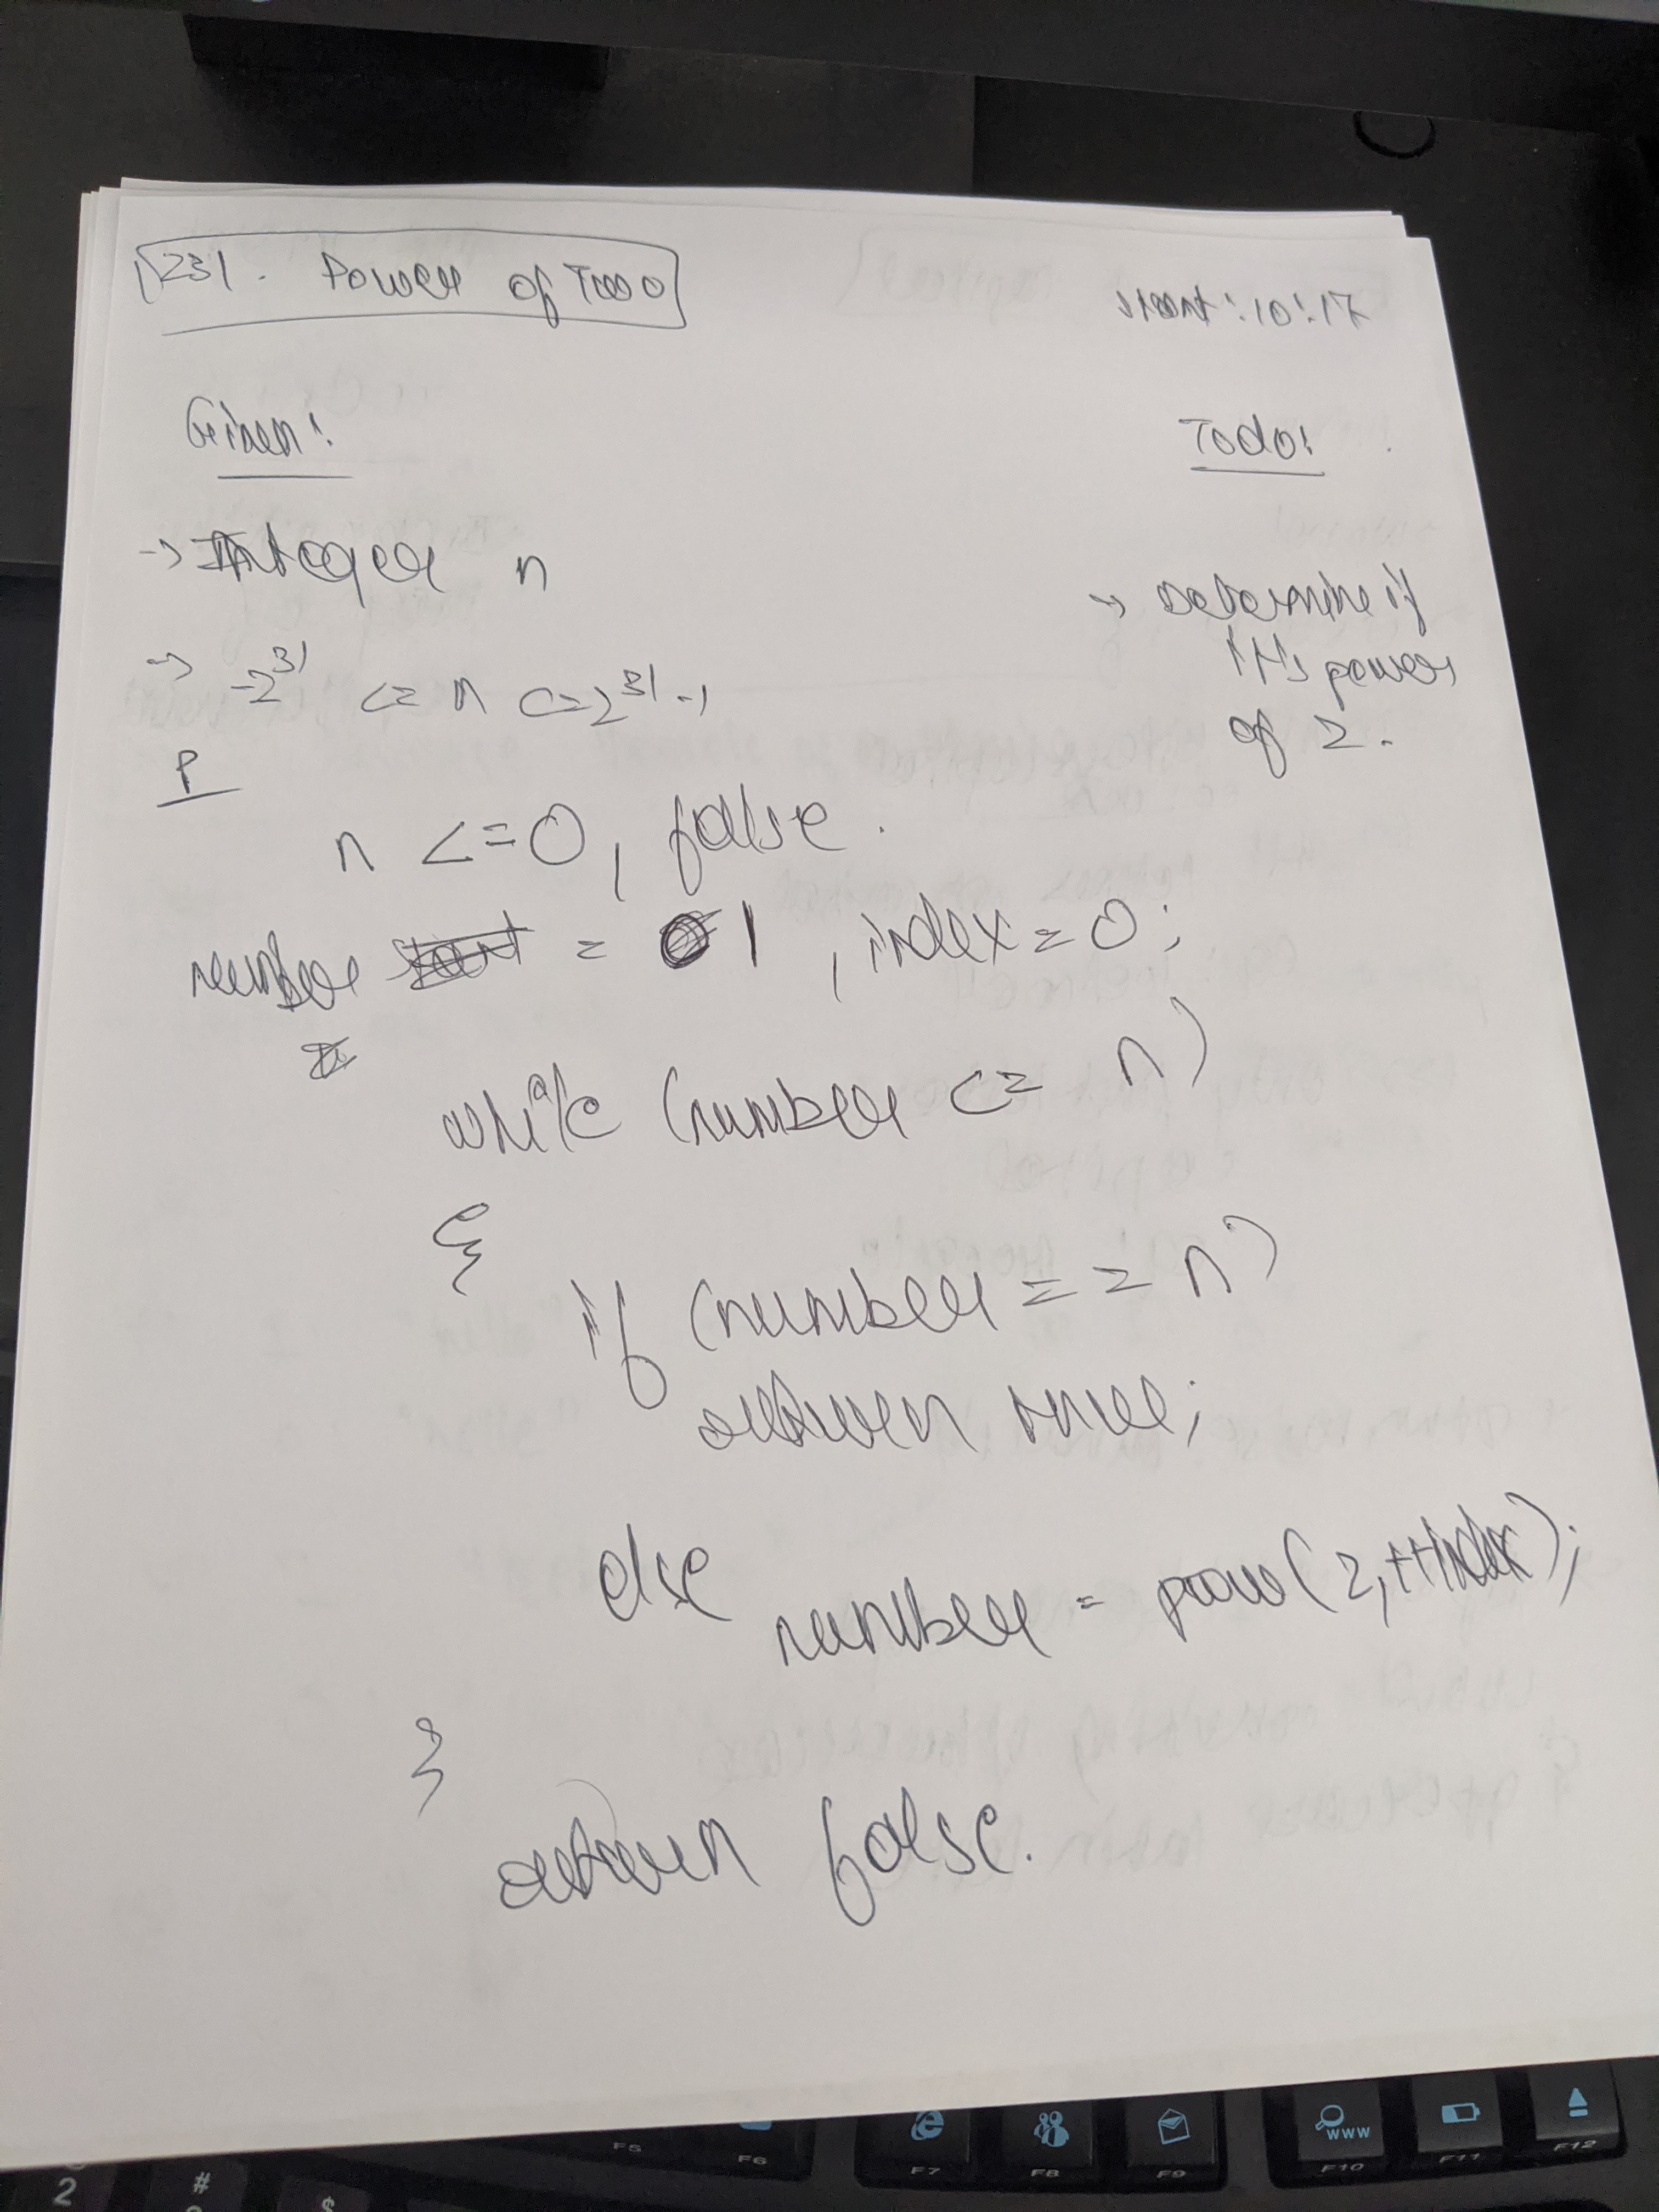 231. Power of Two
start: 10:17
Given:
Todo:
→ Integer n
→ Determine if
it's power
of 2.
→ -2^31 <= n <= 2^31 - 1
P
n <= 0, false.
number = 1, index = 0;
while (number <= n)
{
if (number == n)
return true;
else
number = pow(2, ++index);
}
return false.
F5
F6
F7
F8
F9
WWW
F10
F11
F12
2
#
$